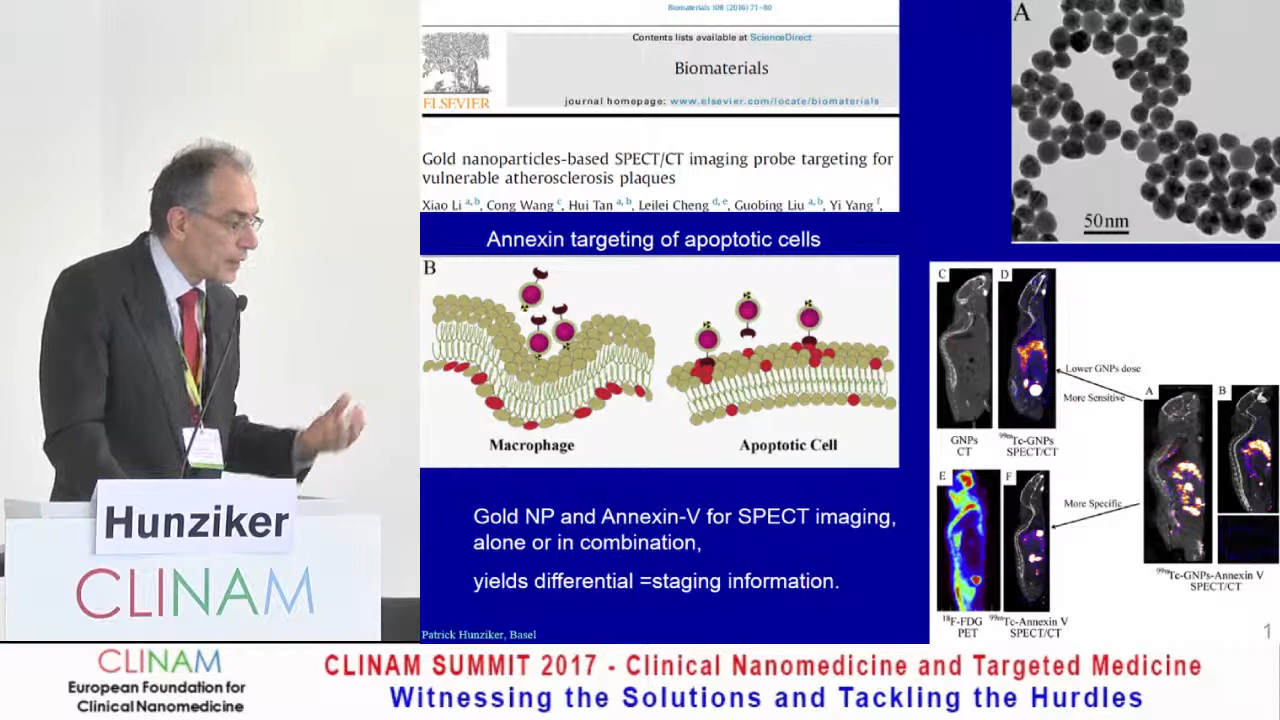 Hunziker
CLINAM
Biomaterials 108 (2016) 71–80
Contents lists available at ScienceDirect
Biomaterials
ELSEVIER
journal homepage: www.elsevier.com/locate/biomaterials
Gold nanoparticles-based SPECT/CT imaging probe targeting for
vulnerable atherosclerosis plaques
Xiao Li a,b, Cong Wang c, Hui Tan a,b, Leilei Cheng d,e, Guobing Liu a,b, Yi Yang f,
Annexin targeting of apoptotic cells
B
Macrophage
Apoptotic Cell
Gold NP and Annexin-V for SPECT imaging,
alone or in combination,
yields differential =staging information.
Patrick Hunziker, Basel
A
50nm
C
D
Lower GNPs dose
More Sensitive
A
B
GNPs
CT
99mTc-GNPs
SPECT/CT
E
F
More Specific
18F-FDG
PET
99mTc-Annexin V
SPECT/CT
99mTc-GNPs-Annexin V
SPECT/CT
1
CLINAM
European Foundation for
Clinical Nanomedicine
CLINAM SUMMIT 2017 - Clinical Nanomedicine and Targeted Medicine
Witnessing the Solutions and Tackling the Hurdles